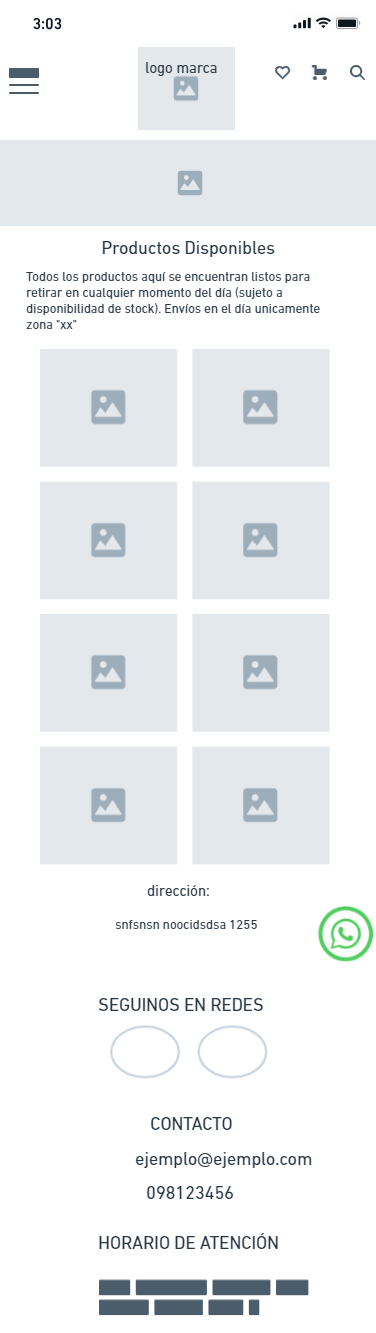 3:03
logo marca
Productos Disponibles
Todos los productos aquí se encuentran listos para
retirar en cualquier momento del día (sujeto a
disponibilidad de stock). Envíos en el día unicamente
zona "xx"
dirección:
snfsnsn noocidsdsa 1255
SEGUINOS EN REDES
CONTACTO
ejemplo@ejemplo.com
098123456
HORARIO DE ATENCIÓN